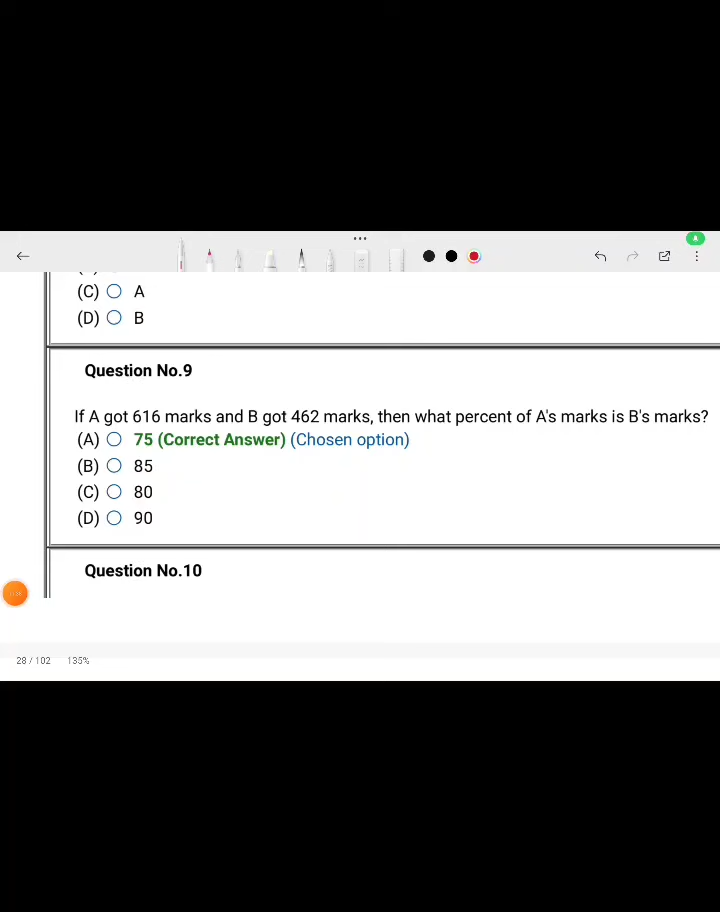 (C) A
(D) B
Question No.9
If A got 616 marks and B got 462 marks, then what percent of A's marks is B's marks?
(A) 75 (Correct Answer) (Chosen option)
(B) 85
(C) 80
(D) 90
Question No.10
28 / 102 135%